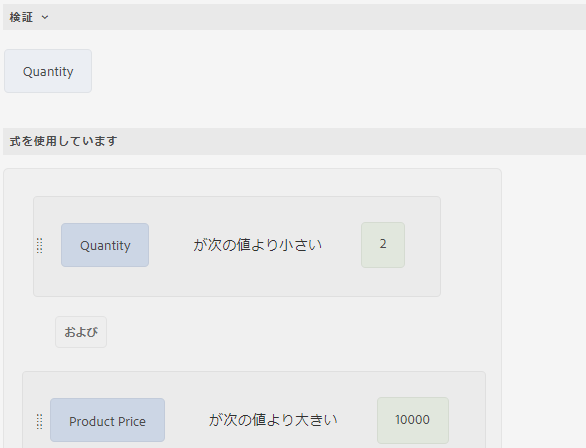 検証
Quantity
式を使用しています
Quantity が次の値より小さい 2
および
Product Price が次の値より大きい 10000